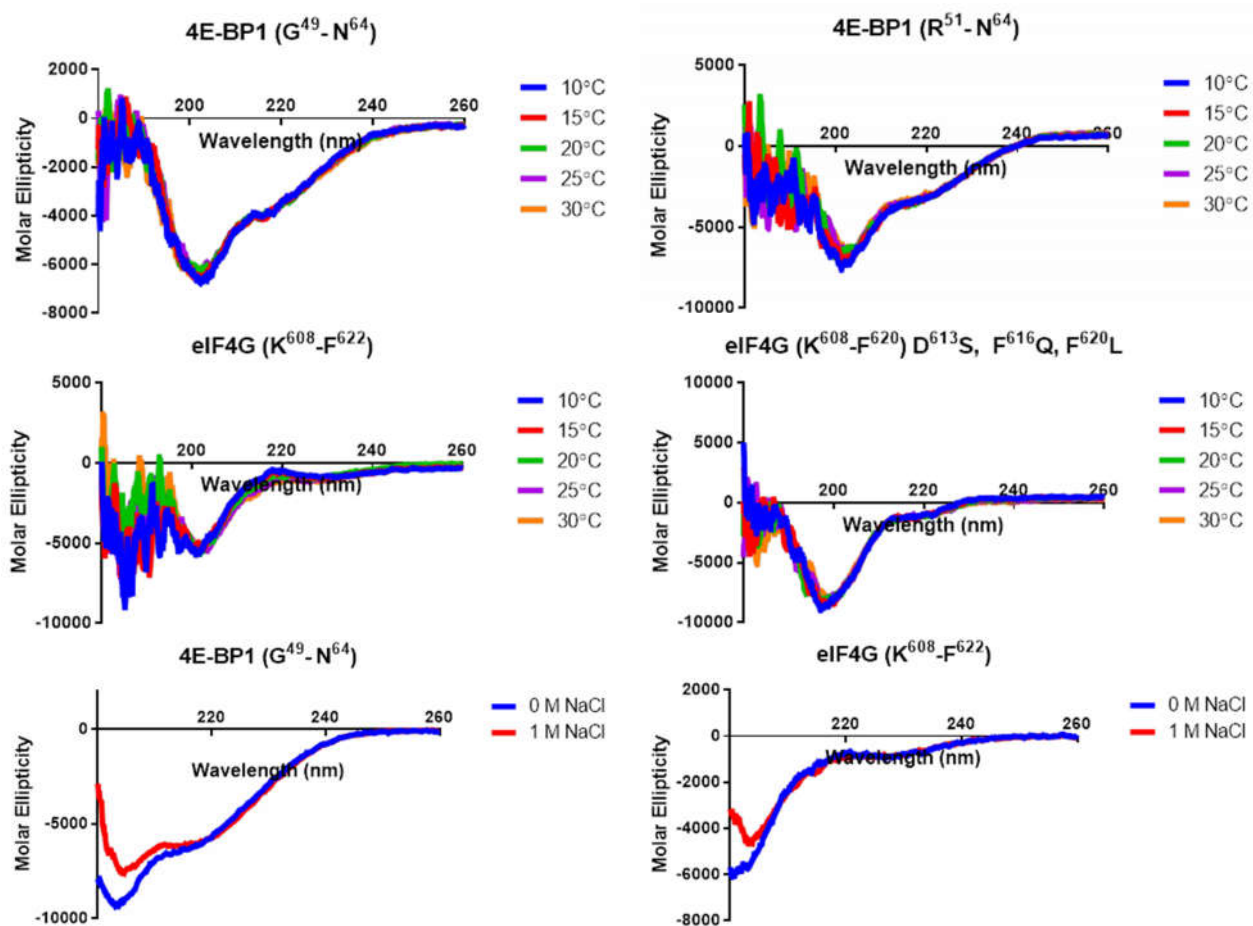 4E-BP1 (G⁴⁹-N⁶⁴)
2000
0
-2000
-4000
-6000
-8000
200
220
240
260
Wavelength (nm)
Molar Ellipticity
10°C
15°C
20°C
25°C
30°C
4E-BP1 (R⁵¹-N⁶⁴)
5000
0
-5000
-10000
200
220
240
260
Wavelength (nm)
Molar Ellipticity
10°C
15°C
20°C
25°C
30°C
eIF4G (K⁶⁰⁸-F⁶²²)
5000
0
-5000
-10000
200
220
240
260
Wavelength (nm)
Molar Ellipticity
10°C
15°C
20°C
25°C
30°C
eIF4G (K⁶⁰⁸-F⁶²⁰) D⁶¹³S, F⁶¹⁶Q, F⁶²⁰L
10000
5000
0
-5000
-10000
200
220
240
260
Wavelength (nm)
Molar Ellipticity
10°C
15°C
20°C
25°C
30°C
4E-BP1 (G⁴⁹-N⁶⁴)
0
-5000
-10000
220
240
260
Wavelength (nm)
Molar Ellipticity
0 M NaCl
1 M NaCl
eIF4G (K⁶⁰⁸-F⁶²²)
2000
0
-2000
-4000
-6000
-8000
220
240
260
Wavelength (nm)
Molar Ellipticity
0 M NaCl
1 M NaCl